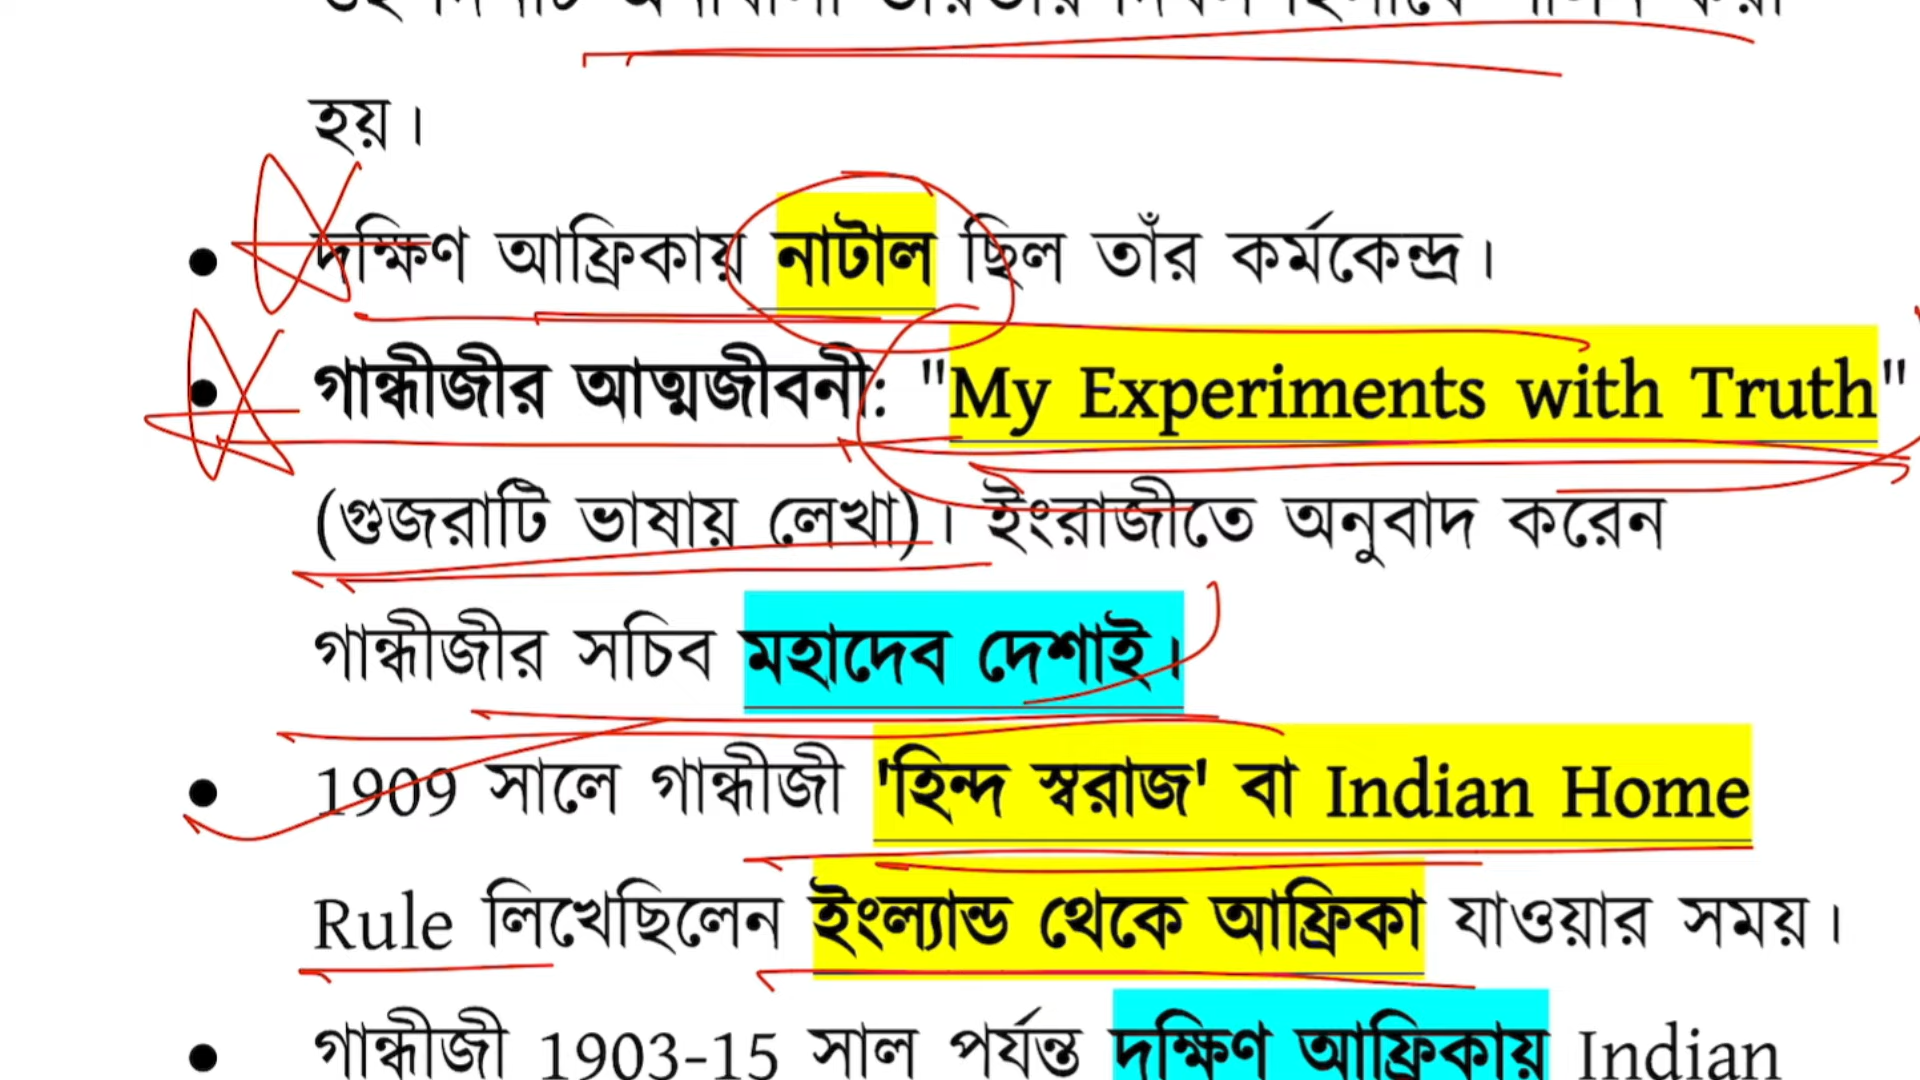 হয়।
দক্ষিণ আফ্রিকায় নাটাল ছিল তাঁর কর্মকেন্দ্র।
গান্ধীজীর আত্মজীবনী: "My Experiments with Truth"
(গুজরাটি ভাষায় লেখা)। ইংরাজীতে অনুবাদ করেন
গান্ধীজীর সচিব মহাদেব দেশাই।
1909 সালে গান্ধীজী 'হিন্দ স্বরাজ' বা Indian Home
Rule লিখেছিলেন ইংল্যান্ড থেকে আফ্রিকা যাওয়ার সময়।
গান্ধীজী 1903-15 সাল পর্যন্ত দক্ষিণ আফ্রিকায় Indian